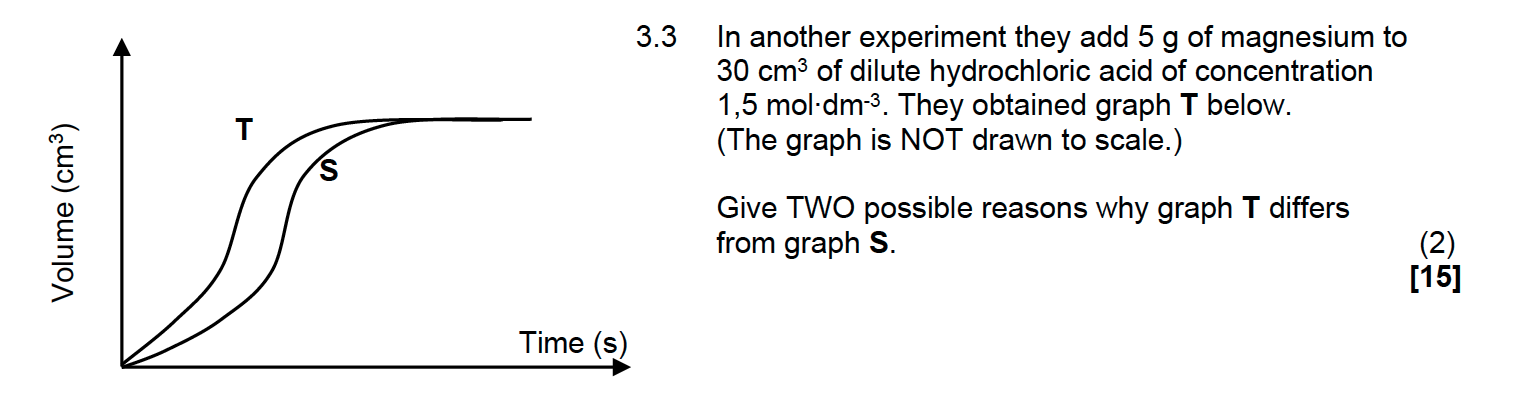 Volume (cm³)
T
S
Time (s)
3.3 In another experiment they add 5 g of magnesium to
30 cm³ of dilute hydrochloric acid of concentration
1,5 mol·dm⁻³. They obtained graph T below.
(The graph is NOT drawn to scale.)
Give TWO possible reasons why graph T differs
from graph S. (2)
[15]